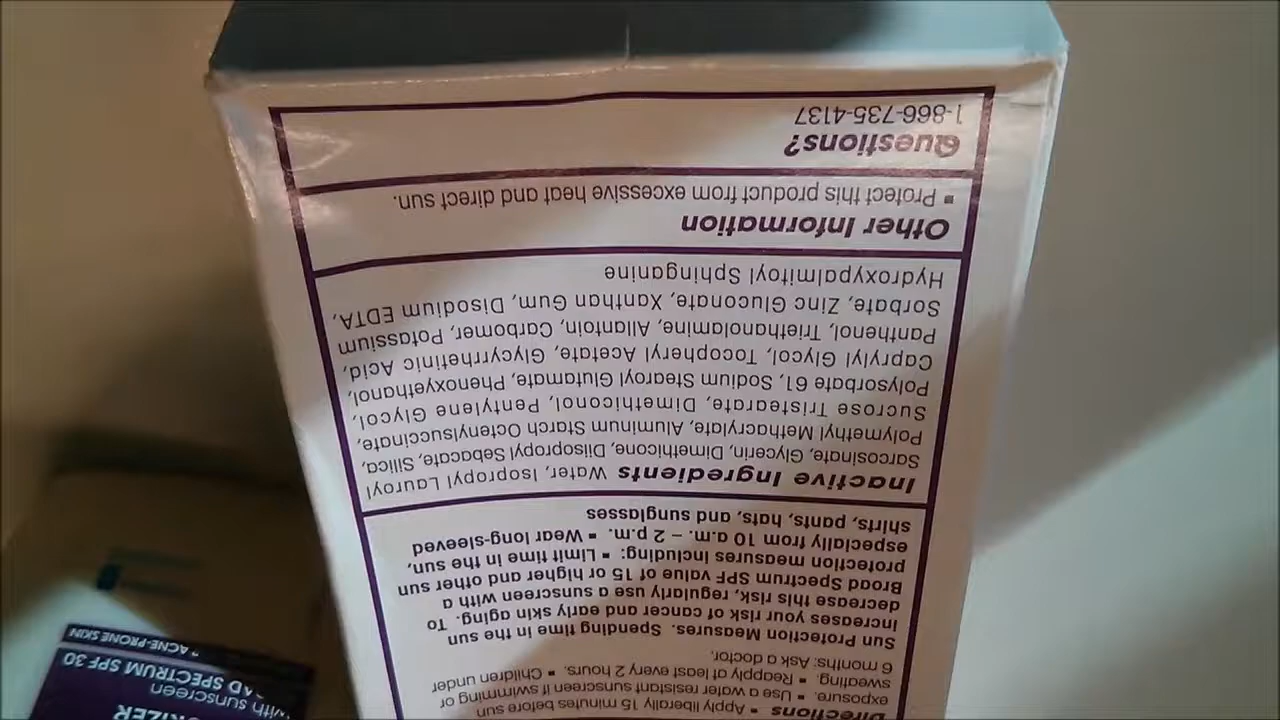 Directions ▪ Apply liberally 15 minutes before sun
exposure. ▪ Use a water resistant sunscreen if swimming or
sweating. ▪ Reapply at least every 2 hours. ▪ Children under
6 months: Ask a doctor.
Sun Protection Measures. Spending time in the sun
increases your risk of cancer and early skin aging. To
decrease this risk, regularly use a sunscreen with a
Broad Spectrum SPF value of 15 or higher and other sun
protection measures including: ▪ Limit time in the sun,
especially from 10 a.m. – 2 p.m. ▪ Wear long-sleeved
shirts, pants, hats, and sunglasses
Inactive Ingredients Water, Isopropyl Lauroyl
Sarcosinate, Glycerin, Dimethicone, Diisopropyl Sebacate, Silica,
Polymethyl Methacrylate, Aluminum Starch Octenylsuccinate,
Sucrose Tristearate, Dimethiconol, Pentylene Glycol,
Polysorbate 61, Sodium Stearoyl Glutamate, Phenoxyethanol,
Caprylyl Glycol, Tocopheryl Acetate, Glycyrrhetinic Acid,
Panthenol, Triethanolamine, Allantoin, Carbomer, Potassium
Sorbate, Zinc Gluconate, Xanthan Gum, Disodium EDTA,
Hydroxypalmitoyl Sphinganine
Other Information
▪ Protect this product from excessive heat and direct sun.
Questions?
1-866-735-4137
with sunscreen
AD SPECTRUM SPF 30
ACNE-PRONE SKIN